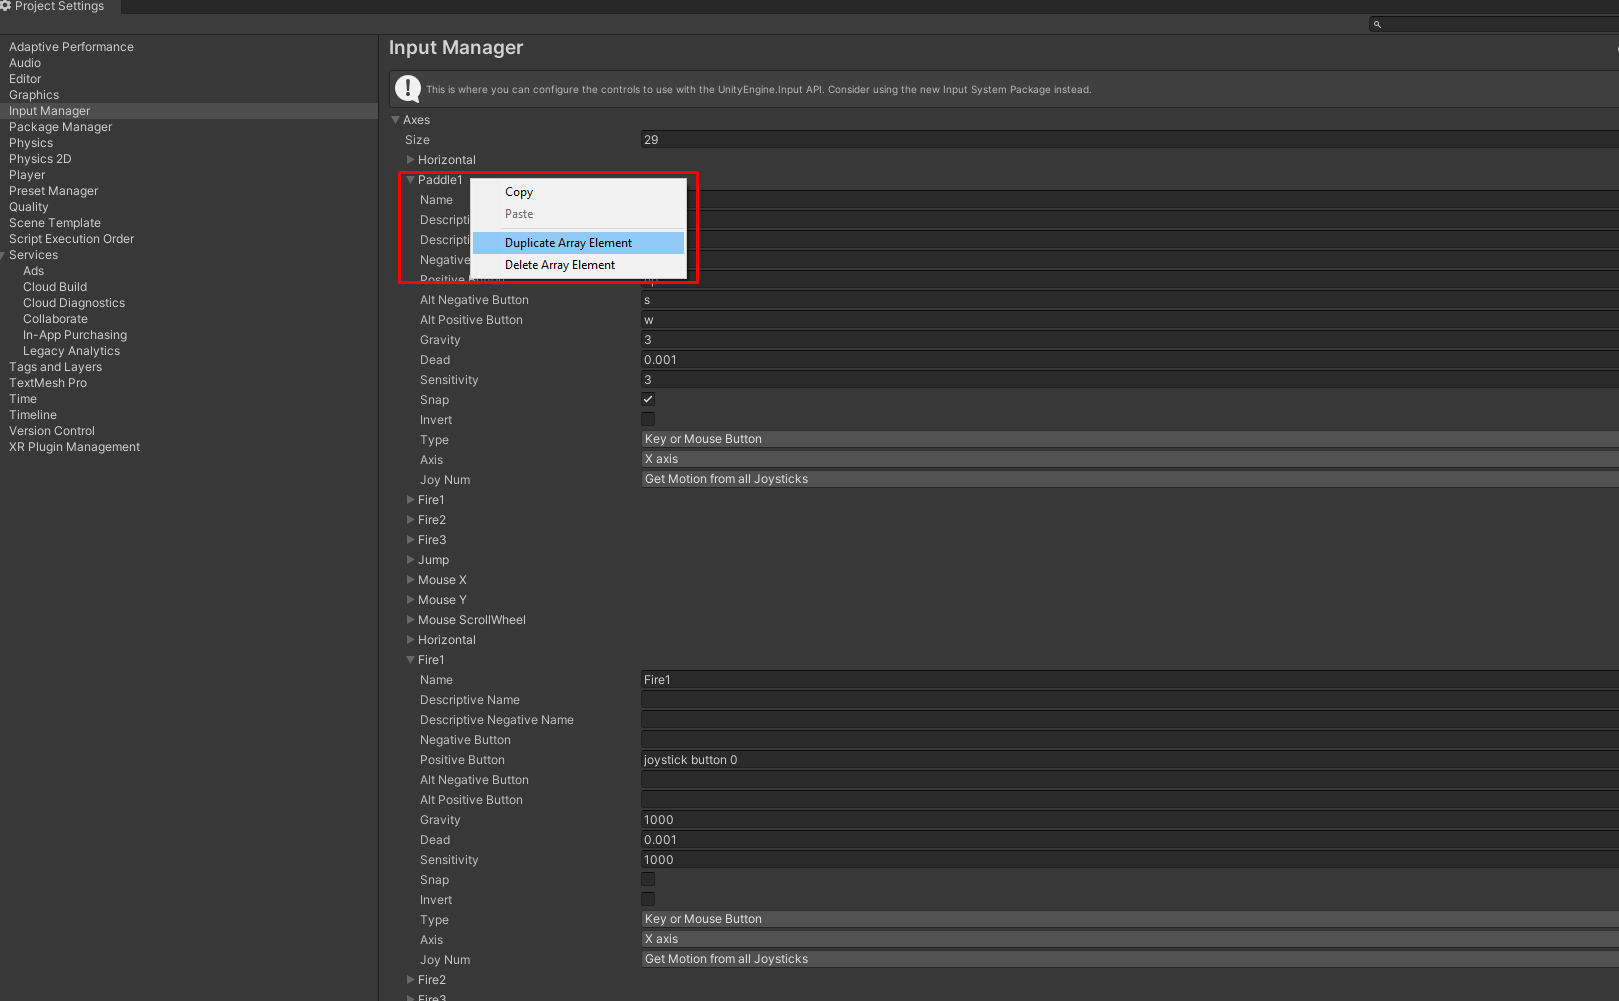 Project Settings
Adaptive Performance
Audio
Editor
Graphics
Input Manager
Package Manager
Physics
Physics 2D
Player
Preset Manager
Quality
Scene Template
Script Execution Order
Services
Ads
Cloud Build
Cloud Diagnostics
Collaborate
In-App Purchasing
Legacy Analytics
Tags and Layers
TextMesh Pro
Time
Timeline
Version Control
XR Plugin Management
Input Manager
This is where you can configure the controls to use with the UnityEngine.Input API. Consider using the new Input System Package instead.
Axes
Size 29
Horizontal
Paddle1
Name
Descripti
Descripti
Negative
Positive Button
Copy
Paste
Duplicate Array Element
Delete Array Element
Alt Negative Button s
Alt Positive Button w
Gravity 3
Dead 0.001
Sensitivity 3
Snap
Invert
Type Key or Mouse Button
Axis X axis
Joy Num Get Motion from all Joysticks
Fire1
Fire2
Fire3
Jump
Mouse X
Mouse Y
Mouse ScrollWheel
Horizontal
Fire1
Name Fire1
Descriptive Name
Descriptive Negative Name
Negative Button
Positive Button joystick button 0
Alt Negative Button
Alt Positive Button
Gravity 1000
Dead 0.001
Sensitivity 1000
Snap
Invert
Type Key or Mouse Button
Axis X axis
Joy Num Get Motion from all Joysticks
Fire2
Fire3